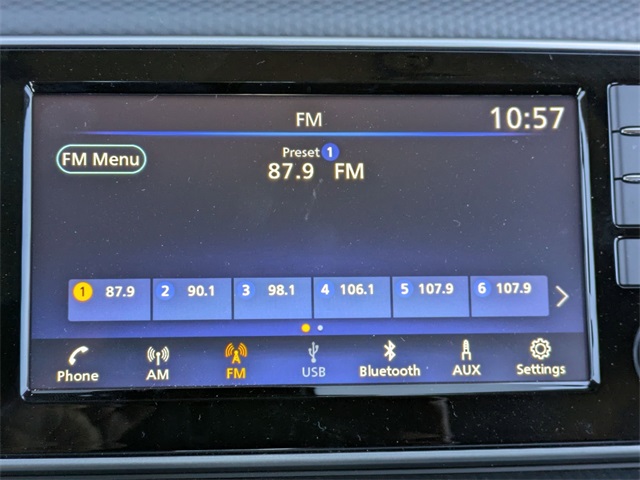 FM
10:57
FM Menu
Preset 1
87.9 FM
1 87.9 2 90.1 3 98.1 4 106.1 5 107.9 6 107.9
Phone AM FM USB Bluetooth AUX Settings